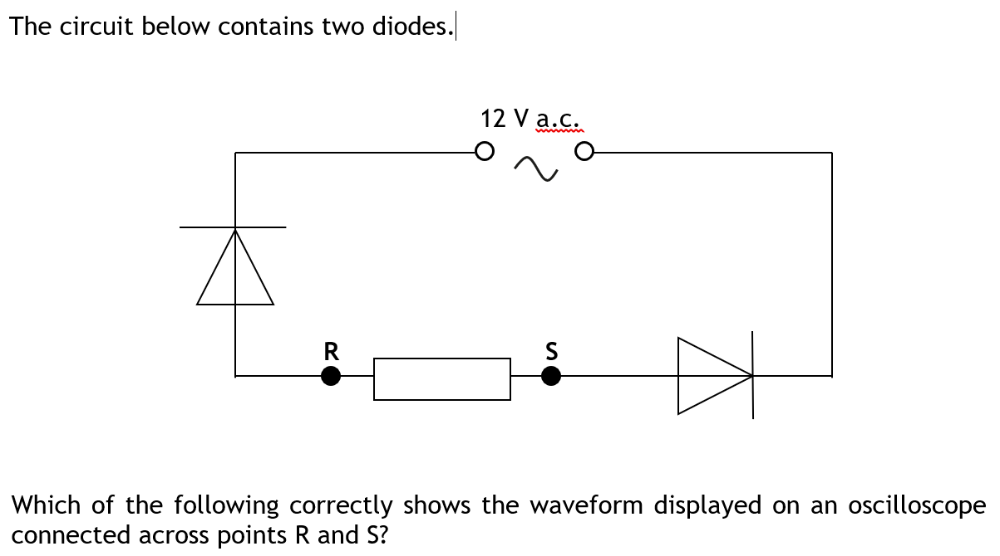 The circuit below contains two diodes.
12 V a.c.
R
S
Which of the following correctly shows the waveform displayed on an oscilloscope
connected across points R and S?